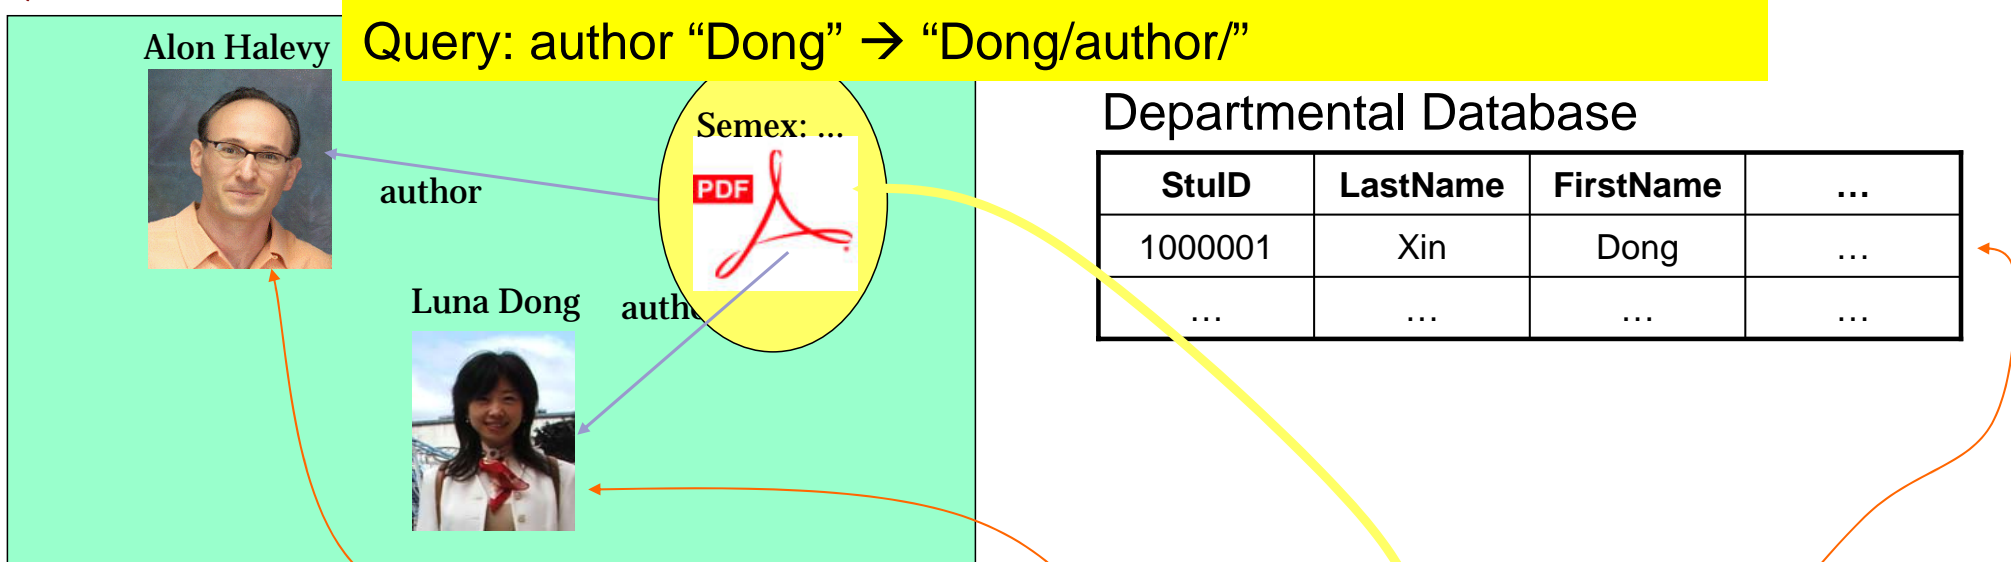 Query: author “Dong” → “Dong/author/”
Alon Halevy
Semex: ...
PDF
author
Luna Dong
autho
Departmental Database
StuID LastName FirstName ...
1000001 Xin Dong ...
... ... ... ...